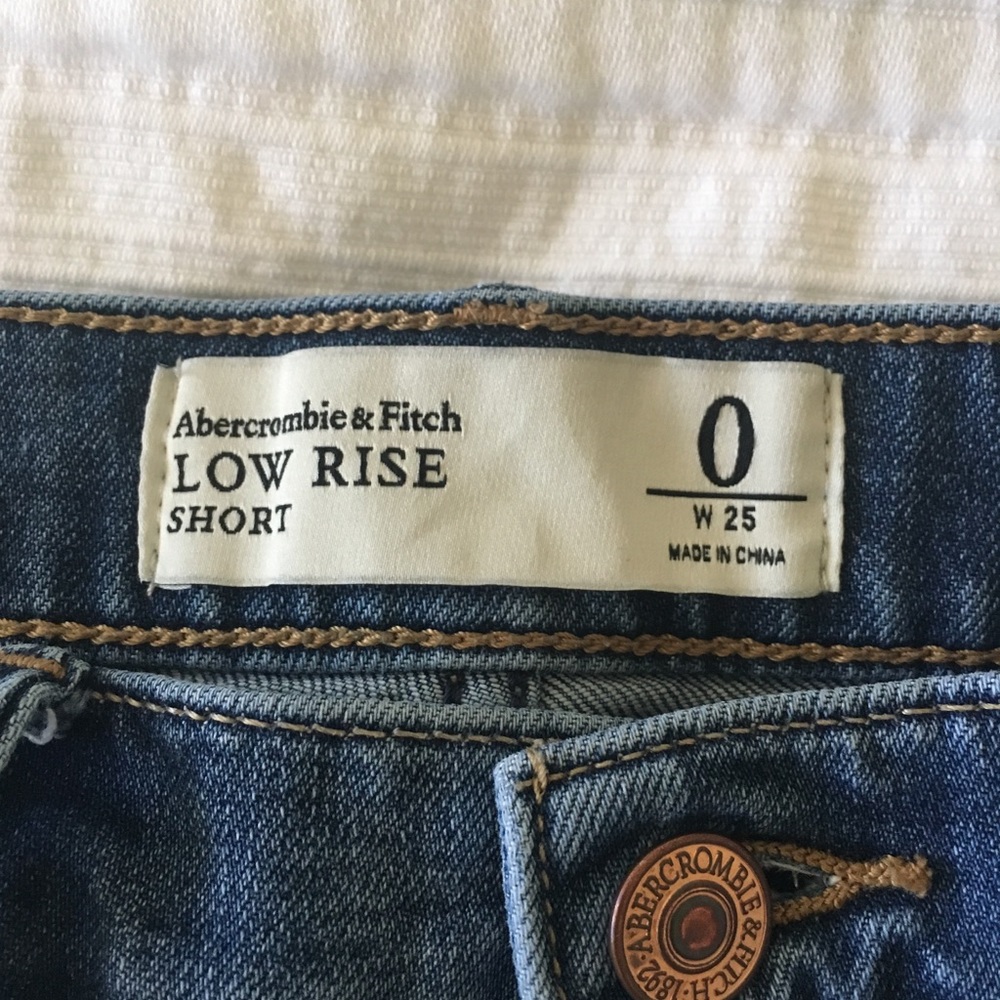 Abercrombie & Fitch
LOW RISE
SHORT
0
W 25
MADE IN CHINA
ABERCROMBIE & FITCH · 1892 ·